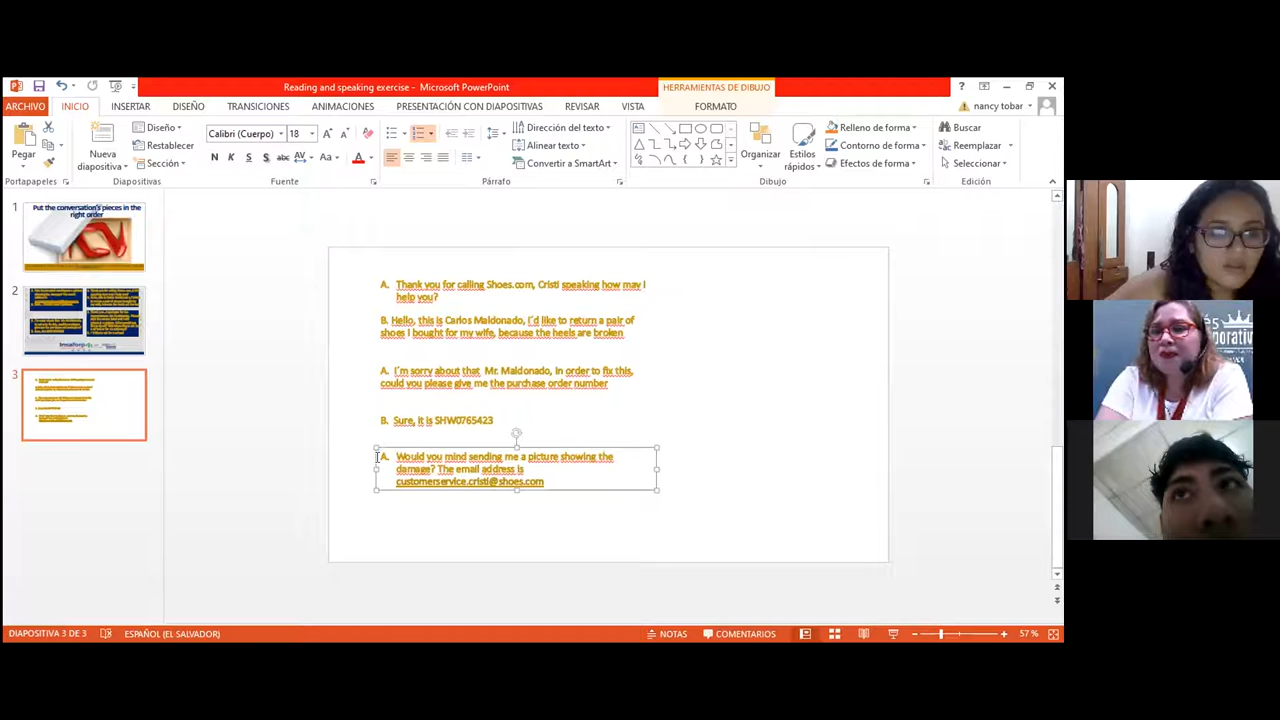 Reading and speaking exercise - Microsoft PowerPoint
HERRAMIENTAS DE DIBUJO
?
ARCHIVO INICIO INSERTAR DISEÑO TRANSICIONES ANIMACIONES PRESENTACIÓN CON DIAPOSITIVAS REVISAR VISTA FORMATO nancy tobar
Pegar
Nueva diapositiva
Diseño
Restablecer
Sección
Calibri (Cuerpo) 18
N K S S abc AV Aa A
Dirección del texto
Alinear texto
Convertir a SmartArt
Organizar
Estilos rápidos
Relleno de forma
Contorno de forma
Efectos de forma
Buscar
Reemplazar
Seleccionar
Portapapeles Diapositivas Fuente Párrafo Dibujo Edición
1
Put the conversation's pieces in the
right order
2
Insaforp
3
A. Thank you for calling Shoes.com, Cristi speaking how may I
help you?
B. Hello, this is Carlos Maldonado, I´d like to return a pair of
shoes I bought for my wife, because the heels are broken
A. I´m sorry about that Mr. Maldonado, in order to fix this,
could you please give me the purchase order number
B. Sure, it is SHW0765423
A. Would you mind sending me a picture showing the
damage? The email address is
customerservice.cristi@shoes.com
DIAPOSITIVA 3 DE 3 ESPAÑOL (EL SALVADOR) NOTAS COMENTARIOS 57 %